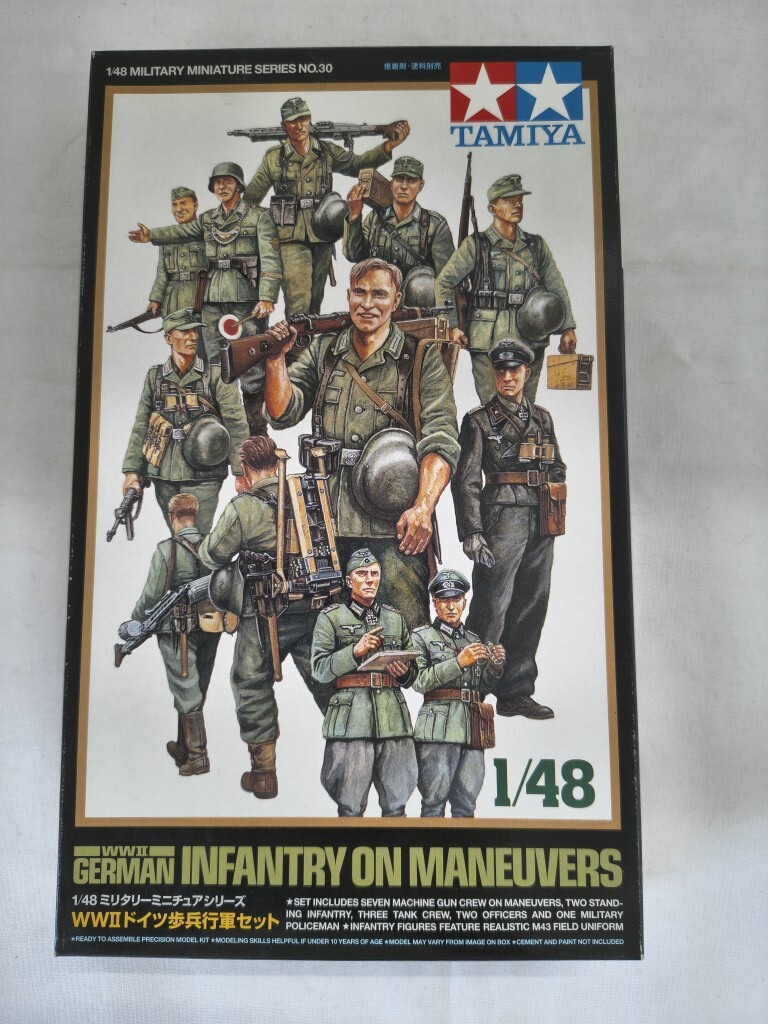 1/48 MILITARY MINIATURE SERIES NO.30
接着剤・塗料別売
TAMIYA
1/48
WWII
GERMAN INFANTRY ON MANEUVERS
1/48 ミリタリーミニチュアシリーズ
WWIIドイツ歩兵行軍セット
★SET INCLUDES SEVEN MACHINE GUN CREW ON MANEUVERS, TWO STAND-
ING INFANTRY, THREE TANK CREW, TWO OFFICERS AND ONE MILITARY
POLICEMAN ★INFANTRY FIGURES FEATURE REALISTIC M43 FIELD UNIFORM
★READY TO ASSEMBLE PRECISION MODEL KIT ★MODELING SKILLS HELPFUL IF UNDER 10 YEARS OF AGE ★MODEL MAY VARY FROM IMAGE ON BOX ★CEMENT AND PAINT NOT INCLUDED